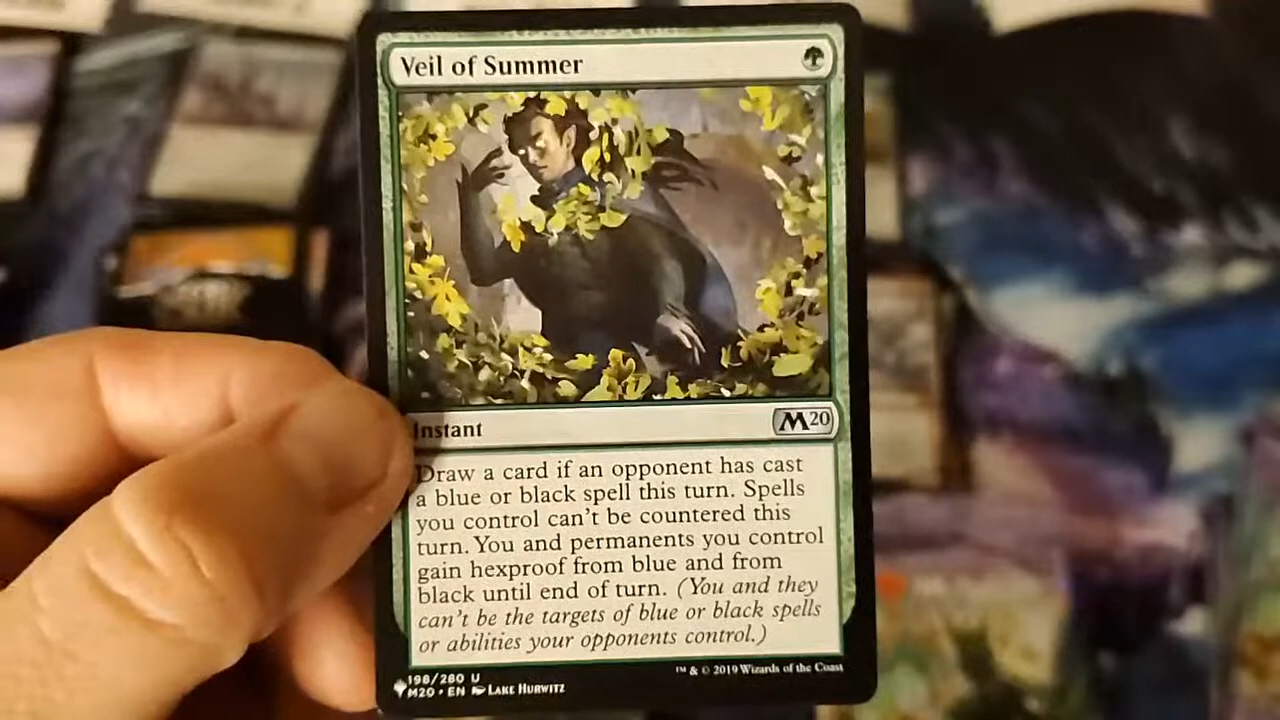 Veil of Summer
Instant
M20
Draw a card if an opponent has cast
a blue or black spell this turn. Spells
you control can't be countered this
turn. You and permanents you control
gain hexproof from blue and from
black until end of turn. (You and they
can't be the targets of blue or black spells
or abilities your opponents control.)
198/280 U
M20 • EN LAKE HURWITZ
™ & © 2019 Wizards of the Coast